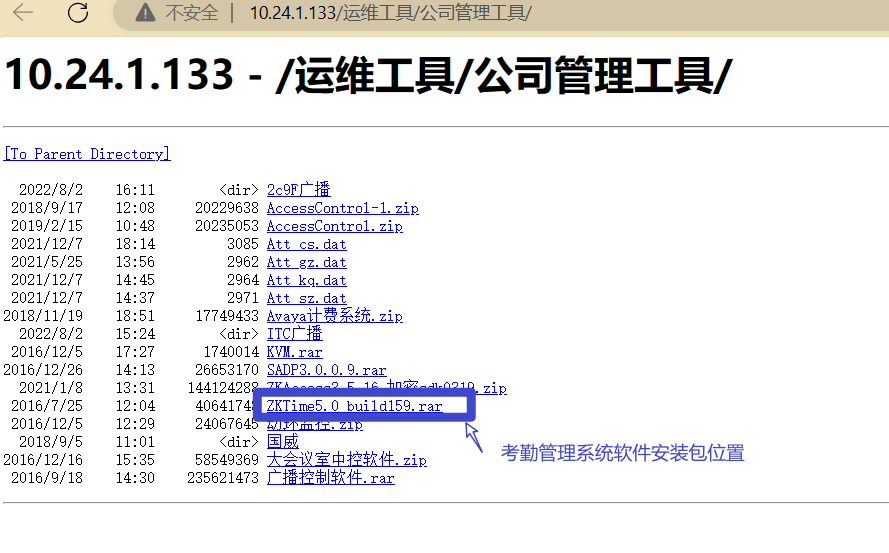 不安全 | 10.24.1.133/运维工具/公司管理工具/
10.24.1.133 - /运维工具/公司管理工具/
[To Parent Directory]
2022/8/2 16:11 <dir> 2c9F广播
2018/9/17 12:08 20229638 AccessControl-1.zip
2019/2/15 10:48 20235053 AccessControl.zip
2021/12/7 18:14 3085 Att_cs.dat
2021/5/25 13:56 2962 Att_gz.dat
2021/12/7 14:45 2964 Att_kq.dat
2021/12/7 14:37 2971 Att_sz.dat
2018/11/19 18:51 17749433 Avaya计费系统.zip
2022/8/2 15:24 <dir> ITC广播
2016/12/5 17:27 1740014 KVM.rar
2016/12/26 14:13 26653170 SADP3.0.0.9.rar
2021/1/8 13:31 144124288 ZKAccess3.5.16_加密sdk0319.zip
2016/7/25 12:04 4064174 ZKTime5.0_build159.rar
2016/12/5 12:29 24067645 动环监控.zip
2018/9/5 11:01 <dir> 国威
2016/12/16 15:35 58549369 大会议室中控软件.zip
2016/9/18 14:30 235621473 广播控制软件.rar
考勤管理系统软件安装包位置